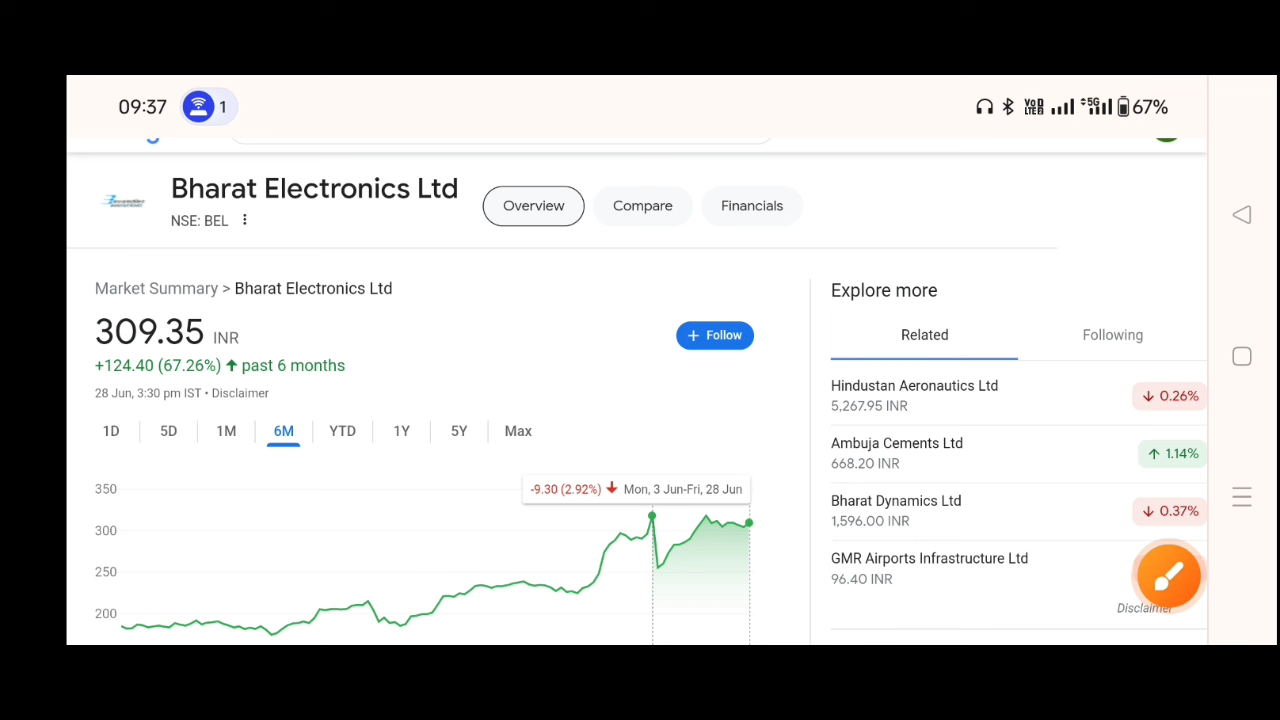 09:37 1 VoD LTED 5G 67%
Bharat Electronics Ltd
NSE: BEL
Overview Compare Financials
Market Summary > Bharat Electronics Ltd
309.35 INR
+ Follow
+124.40 (67.26%) ↑ past 6 months
28 Jun, 3:30 pm IST • Disclaimer
1D 5D 1M 6M YTD 1Y 5Y Max
-9.30 (2.92%) ↓ Mon, 3 Jun-Fri, 28 Jun
350
300
250
200
Explore more
Related Following
Hindustan Aeronautics Ltd
5,267.95 INR
↓ 0.26%
Ambuja Cements Ltd
668.20 INR
↑ 1.14%
Bharat Dynamics Ltd
1,596.00 INR
↓ 0.37%
GMR Airports Infrastructure Ltd
96.40 INR
Disclaimer